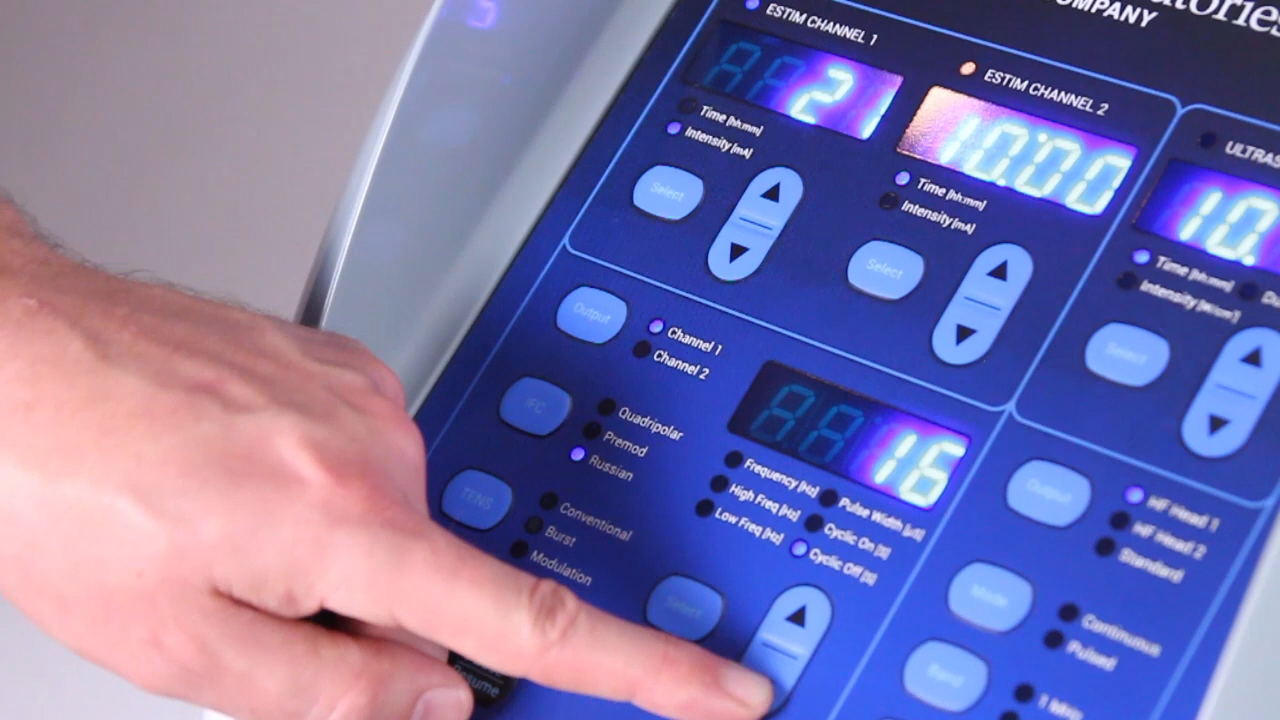 COMPANY
ESTIM CHANNEL 1
21
Time [hh:mm]
Intensity [mA]
Select
ESTIM CHANNEL 2
10:00
Time [hh:mm]
Intensity [mA]
Select
10.
Time [hh:mm]
Intensity [W/cm²]
Select
Output
Channel 1
Channel 2
IFC
Quadripolar
Premod
Russian
TENS
Conventional
Burst
Modulation
16
Frequency [Hz]
High Freq [Hz]
Low Freq [Hz]
Pulse Width [µS]
Cyclic On [S]
Cyclic Off [S]
Select
Output
HF Head 1
HF Head 2
Standard
Mode
Continuous
Pulsed
Band
1 MHz